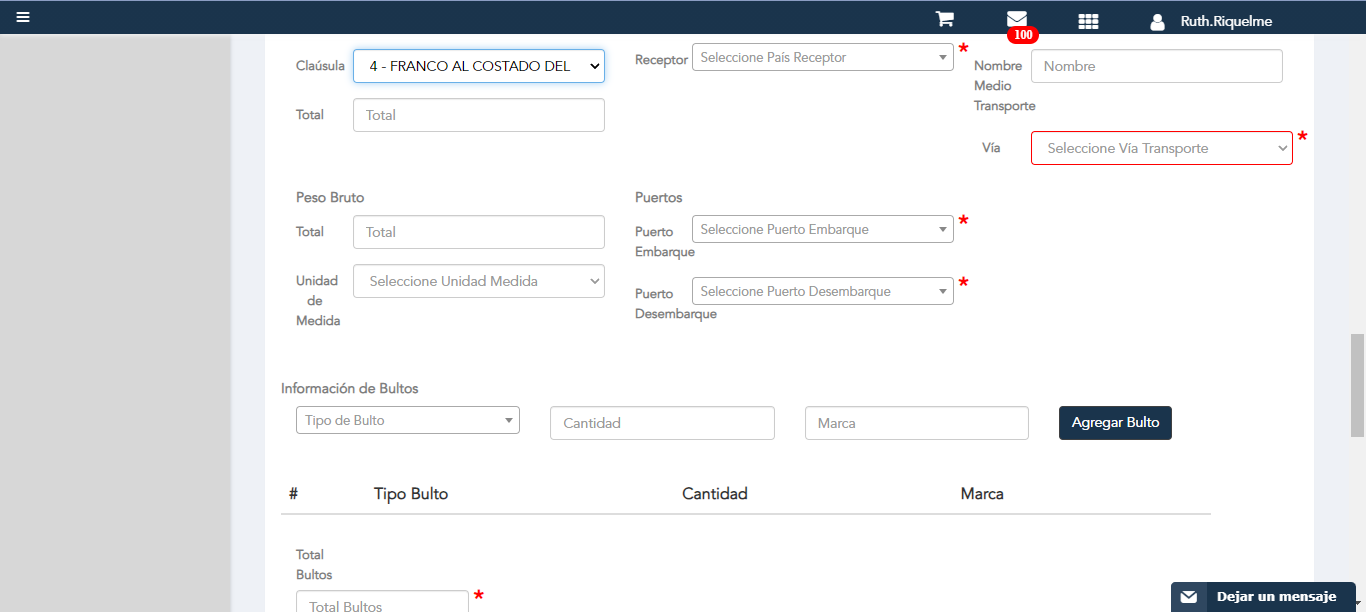 100
Ruth.Riquelme
Claúsula
4 - FRANCO AL COSTADO DEL
Total
Total
Receptor
Seleccione País Receptor
*
Nombre
Medio
Transporte
Nombre
Vía
Seleccione Vía Transporte
*
Peso Bruto
Total
Total
Unidad
de
Medida
Seleccione Unidad Medida
Puertos
Puerto
Embarque
Seleccione Puerto Embarque
*
Puerto
Desembarque
Seleccione Puerto Desembarque
*
Información de Bultos
Tipo de Bulto
Cantidad
Marca
Agregar Bulto
# Tipo Bulto Cantidad Marca
Total
Bultos
Total Bultos
*
Dejar un mensaje